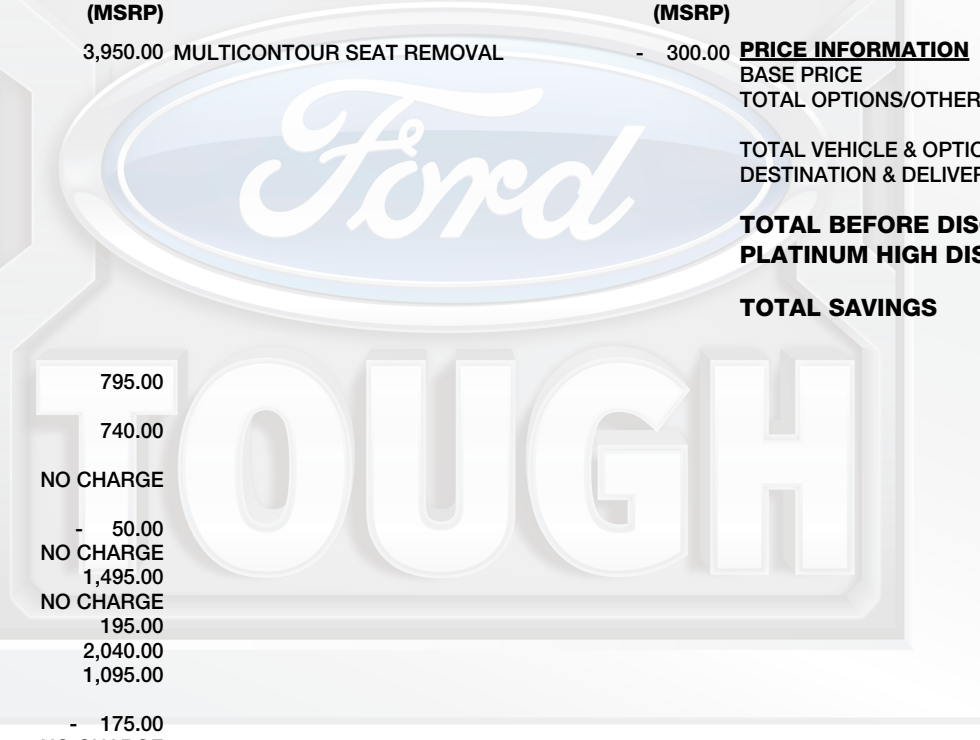 (MSRP) (MSRP)
3,950.00 MULTICONTOUR SEAT REMOVAL - 300.00 PRICE INFORMATION
BASE PRICE
TOTAL OPTIONS/OTHER
TOTAL VEHICLE & OPTIO
DESTINATION & DELIVER
TOTAL BEFORE DIS
PLATINUM HIGH DIS
TOTAL SAVINGS
Ford
TOUGH
795.00
740.00
NO CHARGE
- 50.00
NO CHARGE
1,495.00
NO CHARGE
195.00
2,040.00
1,095.00
- 175.00
NO CHARGE